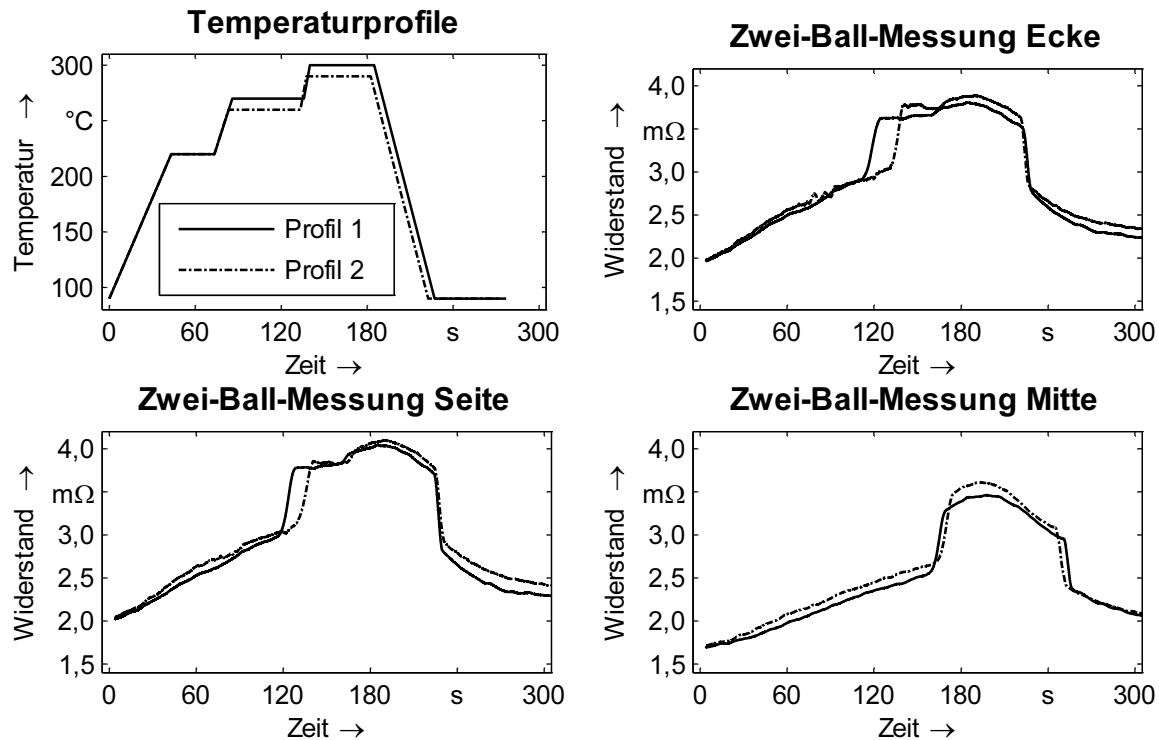 Temperaturprofile
300
°C
200
150
100
Temperatur →
Profil 1
Profil 2
0 60 120 180 s 300
Zeit →
Zwei-Ball-Messung Ecke
4,0
mΩ
3,0
2,5
2,0
1,5
Widerstand →
0 60 120 180 s 300
Zeit →
Zwei-Ball-Messung Seite
4,0
mΩ
3,0
2,5
2,0
1,5
Widerstand →
0 60 120 180 s 300
Zeit →
Zwei-Ball-Messung Mitte
4,0
mΩ
3,0
2,5
2,0
1,5
Widerstand →
0 60 120 180 s 300
Zeit →